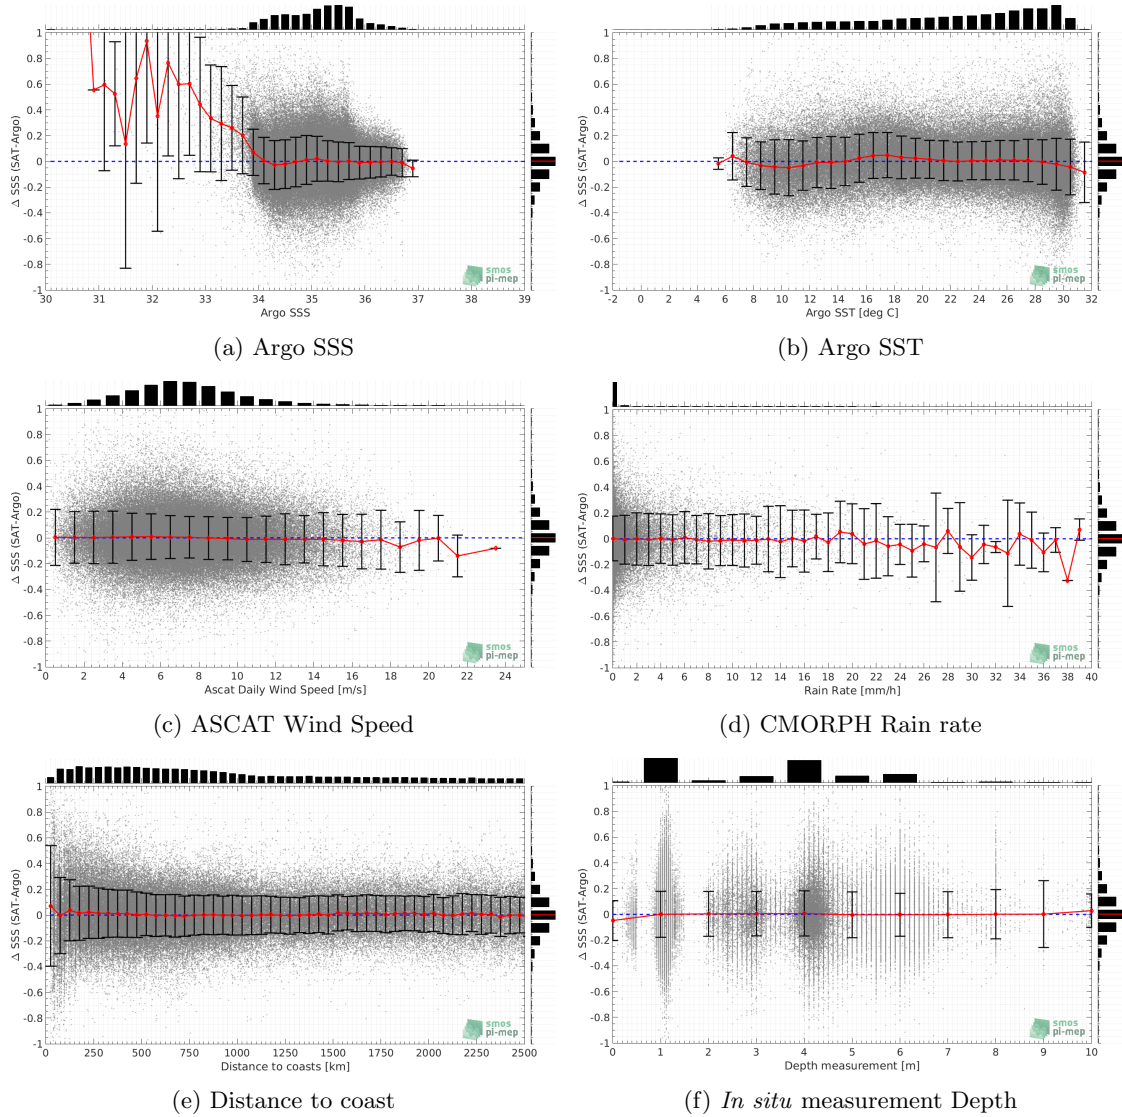 1
0.8
0.6
0.4
0.2
0
-0.2
-0.4
-0.6
-0.8
-1
Δ SSS (SAT-Argo)
30 31 32 33 34 35 36 37 38 39
Argo SSS
smos
pi-mep
(a) Argo SSS
1
0.8
0.6
0.4
0.2
0
-0.2
-0.4
-0.6
-0.8
-1
Δ SSS (SAT-Argo)
-2 0 2 4 6 8 10 12 14 16 18 20 22 24 26 28 30 32
Argo SST [deg C]
smos
pi-mep
(b) Argo SST
1
0.8
0.6
0.4
0.2
0
-0.2
-0.4
-0.6
-0.8
-1
Δ SSS (SAT-Argo)
0 2 4 6 8 10 12 14 16 18 20 22 24
Ascat Daily Wind Speed [m/s]
smos
pi-mep
(c) ASCAT Wind Speed
1
0.8
0.6
0.4
0.2
0
-0.2
-0.4
-0.6
-0.8
-1
Δ SSS (SAT-Argo)
0 2 4 6 8 10 12 14 16 18 20 22 24 26 28 30 32 34 36 38 40
Rain Rate [mm/h]
smos
pi-mep
(d) CMORPH Rain rate
1
0.8
0.6
0.4
0.2
0
-0.2
-0.4
-0.6
-0.8
-1
Δ SSS (SAT-Argo)
0 250 500 750 1000 1250 1500 1750 2000 2250 2500
Distance to coasts [km]
smos
pi-mep
(e) Distance to coast
1
0.8
0.6
0.4
0.2
0
-0.2
-0.4
-0.6
-0.8
-1
Δ SSS (SAT-Argo)
0 1 2 3 4 5 6 7 8 9 10
Depth measurement [m]
smos
pi-mep
(f) In situ measurement Depth